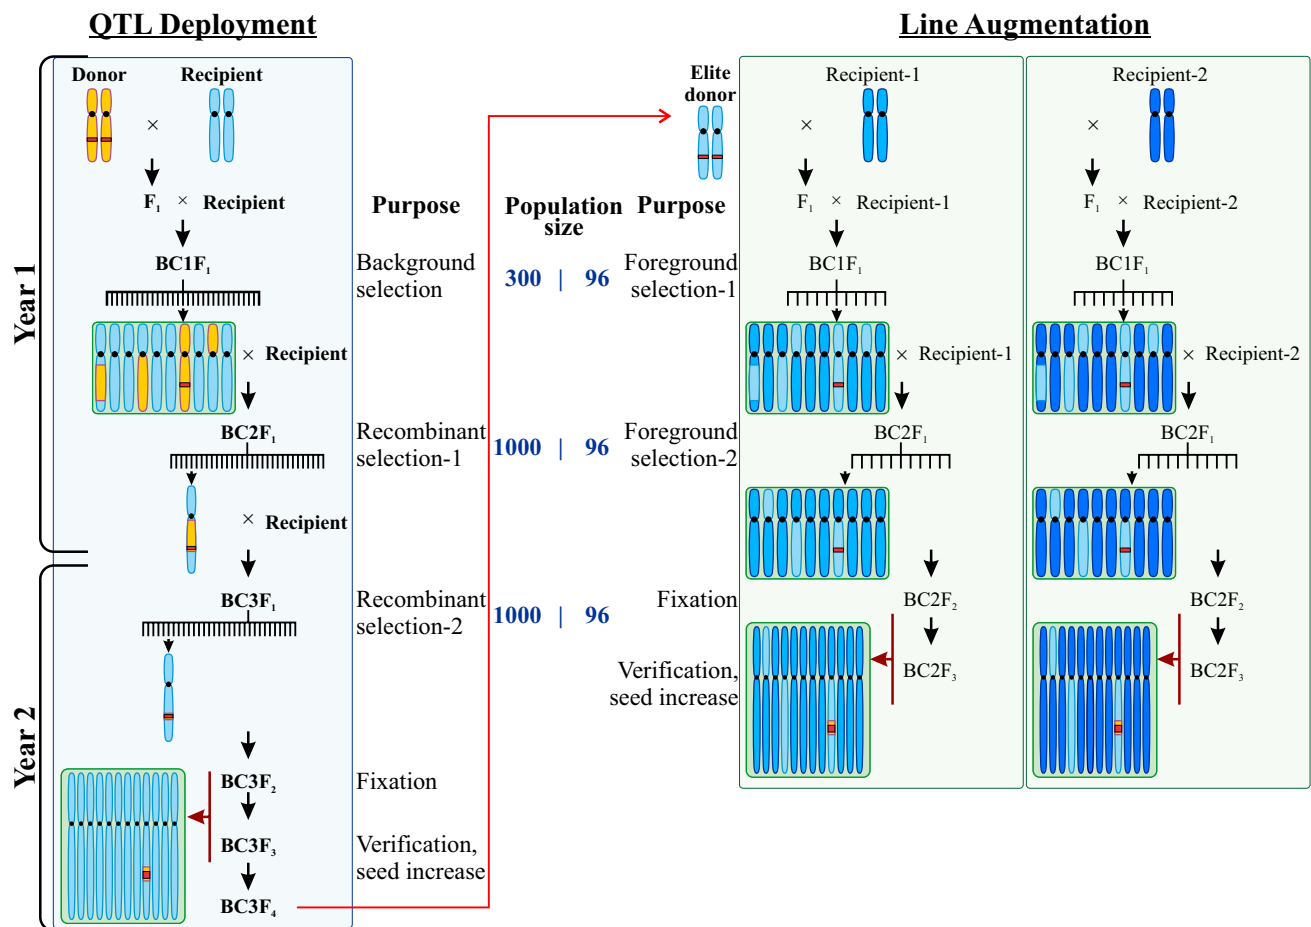 QTL Deployment
Line Augmentation
Year 1
Year 2
Donor
Recipient
×
F₁ × Recipient
BC1F₁
× Recipient
BC2F₁
× Recipient
BC3F₁
BC3F₂
BC3F₃
BC3F₄
Purpose
Background
selection
Recombinant
selection-1
Recombinant
selection-2
Fixation
Verification,
seed increase
Population
size
300 | 96
1000 | 96
1000 | 96
Purpose
Foreground
selection-1
Foreground
selection-2
Fixation
Verification,
seed increase
Elite
donor
Recipient-1
×
F₁ × Recipient-1
BC1F₁
× Recipient-1
BC2F₁
BC2F₂
BC2F₃
Recipient-2
×
F₁ × Recipient-2
BC1F₁
× Recipient-2
BC2F₁
BC2F₂
BC2F₃